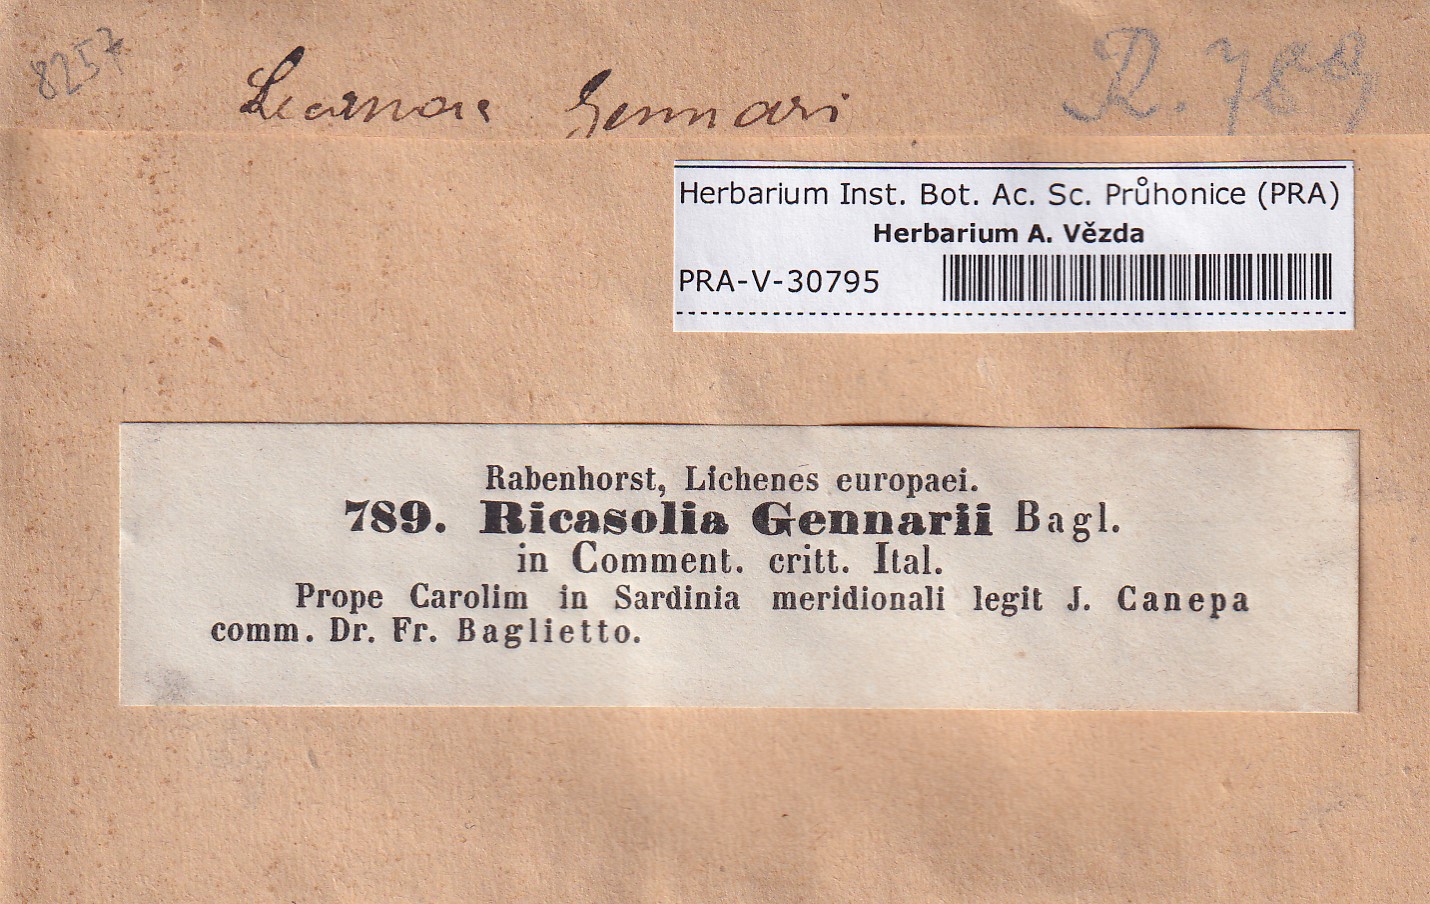 8257
Lecanora Gennari
R. 789
Herbarium Inst. Bot. Ac. Sc. Průhonice (PRA)
Herbarium A. Vězda
PRA-V-30795
Rabenhorst, Lichenes europaei.
789. Ricasolia Gennarii Bagl.
in Comment. critt. Ital.
Prope Carolim in Sardinia meridionali legit J. Canepa
comm. Dr. Fr. Baglietto.